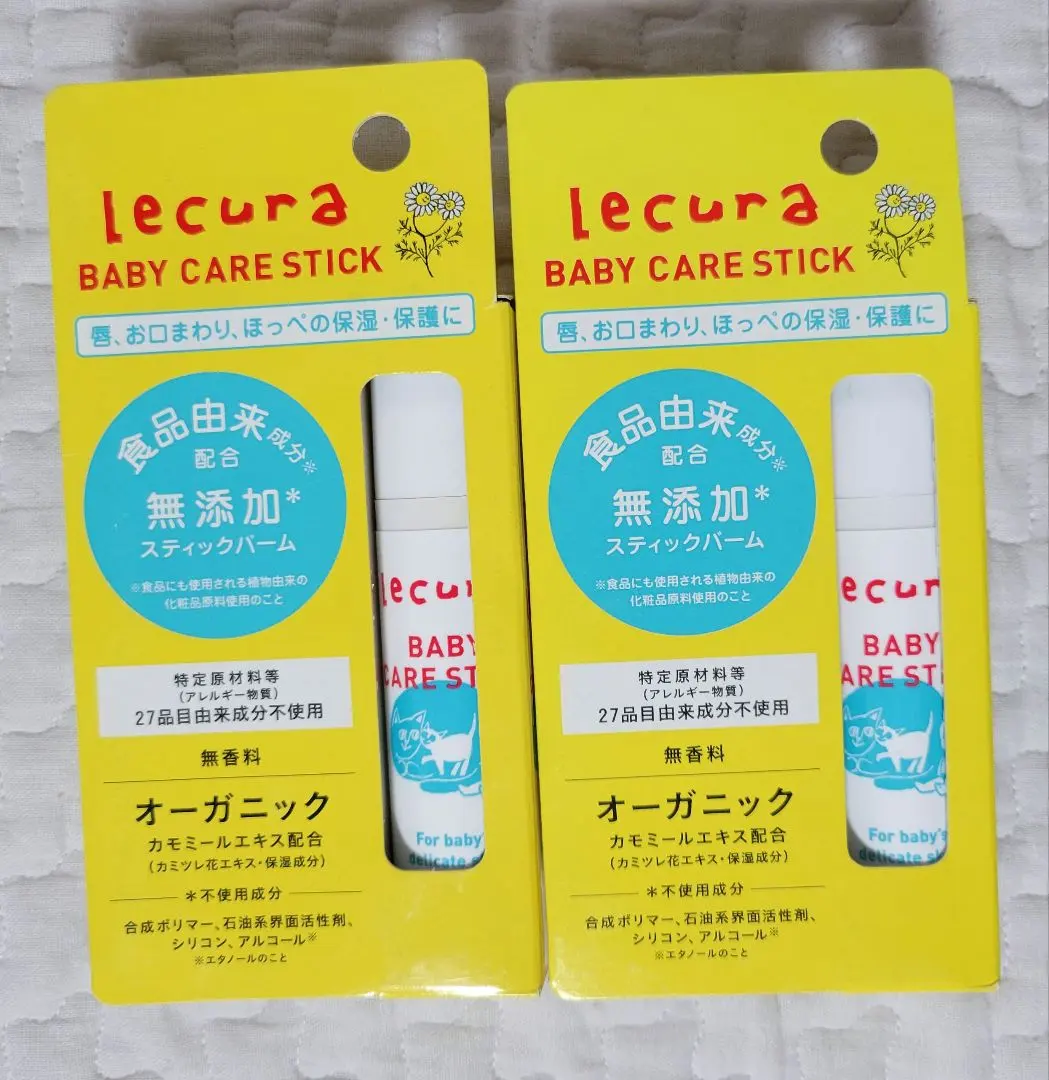 lecura
BABY CARE STICK
唇、お口まわり、ほっぺの保湿・保護に
食品由来成分※
配合
無添加*
スティックバーム
※食品にも使用される植物由来の
化粧品原料使用のこと
特定原材料等
(アレルギー物質)
27品目由来成分不使用
無香料
オーガニック
カモミールエキス配合
(カミツレ花エキス・保湿成分)
*不使用成分
合成ポリマー、石油系界面活性剤、
シリコン、アルコール※
※エタノールのこと
lecur
BABY
CARE ST
For baby's
delicate s
lecura
BABY CARE STICK
唇、お口まわり、ほっぺの保湿・保護に
食品由来成分※
配合
無添加*
スティックバーム
※食品にも使用される植物由来の
化粧品原料使用のこと
特定原材料等
(アレルギー物質)
27品目由来成分不使用
無香料
オーガニック
カモミールエキス配合
(カミツレ花エキス・保湿成分)
*不使用成分
合成ポリマー、石油系界面活性剤、
シリコン、アルコール※
※エタノールのこと
ecur
BABY
ARE ST
For baby's
delicate s